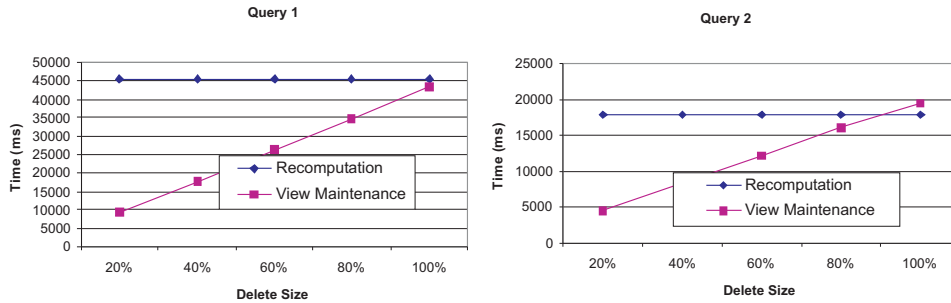 Query 1
50000
45000
40000
35000
30000
25000
20000
15000
10000
5000
0
Time (ms)
Recomputation
View Maintenance
20% 40% 60% 80% 100%
Delete Size
Query 2
25000
20000
15000
10000
5000
0
Time (ms)
Recomputation
View Maintenance
20% 40% 60% 80% 100%
Delete Size